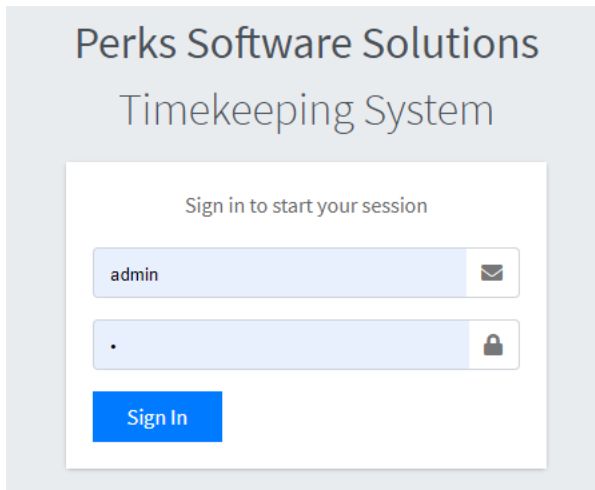 Perks Software Solutions
Timekeeping System
Sign in to start your session
admin
•
Sign In